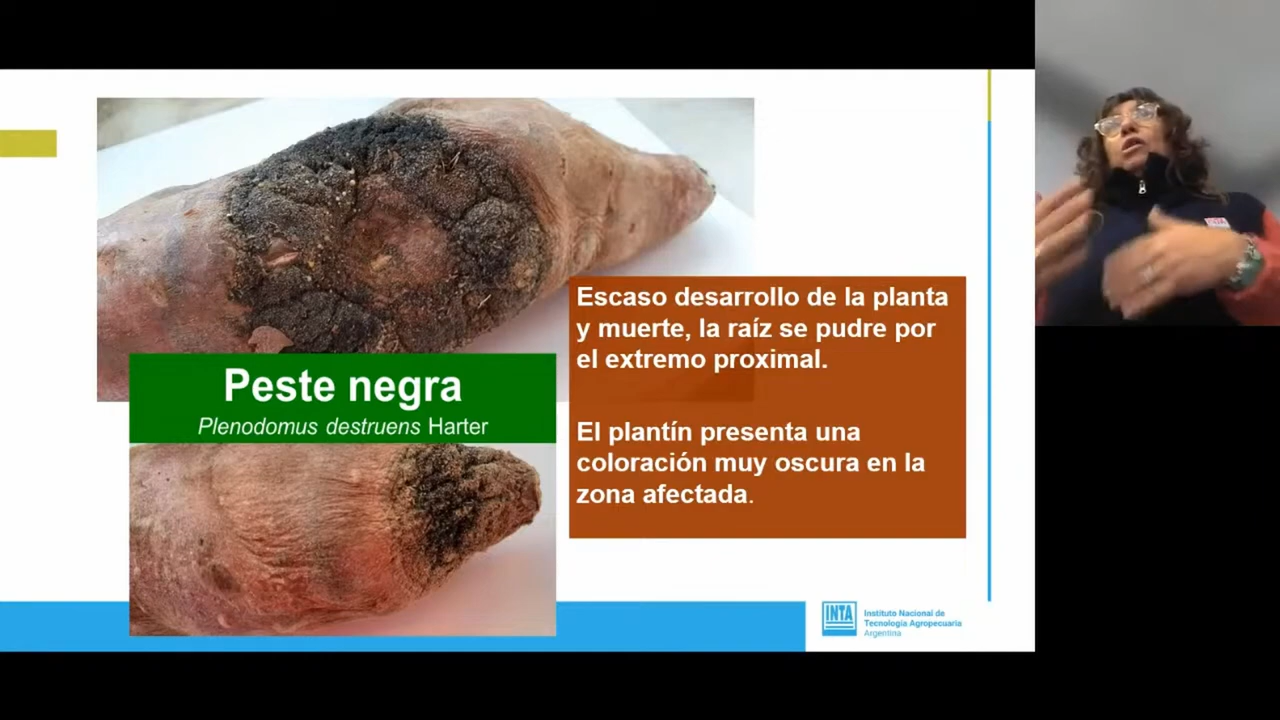 Peste negra
Plenodomus destruens Harter
Escaso desarrollo de la planta
y muerte, la raíz se pudre por
el extremo proximal.
El plantín presenta una
coloración muy oscura en la
zona afectada.
INTA
Instituto Nacional de
Tecnología Agropecuaria
Argentina
INTA